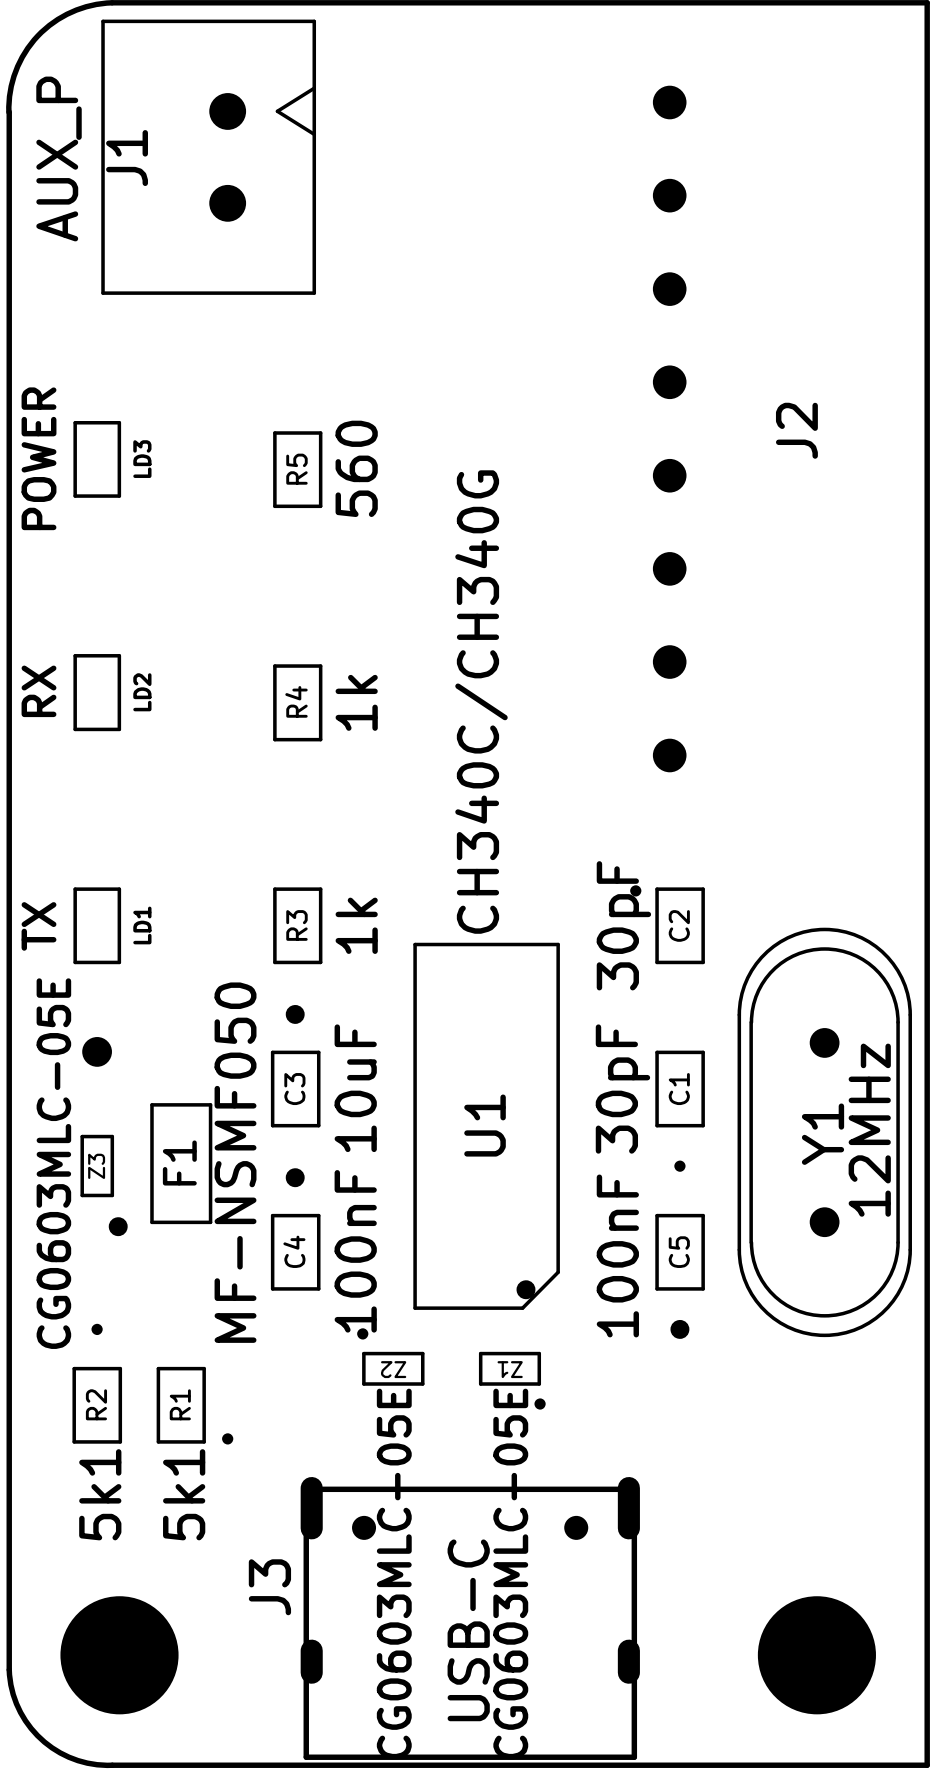 AUX_P
J1
POWER
LD3
R5
560
J2
RX
LD2
R4
1k
CH340C/CH340G
TX
LD1
R3
1k
30pF
C2
CG0603MLC-05E
Z3
F1
MF-NSMF050
C3
10uF
C4
100nF
U1
30pF
C1
100nF
C5
Y1
12MHz
R2
5k1
R1
5k1
Z2
CG0603MLC-05E
Z1
CG0603MLC-05E
J3
USB-C